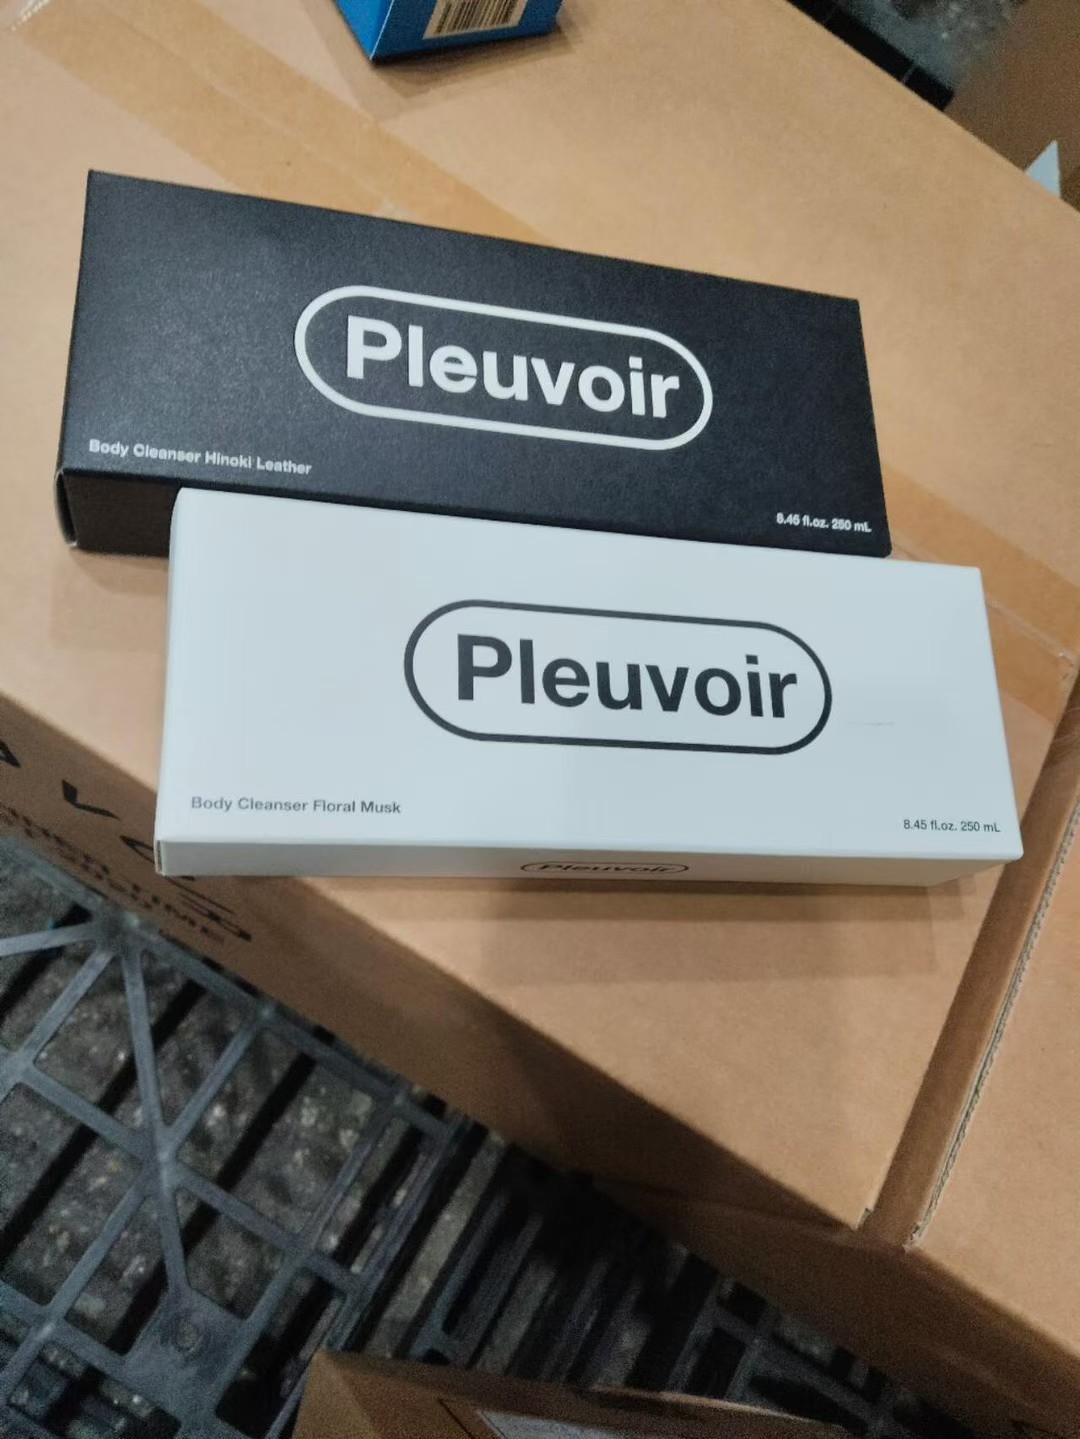 Pleuvoir
Body Cleanser Hinoki Leather
8.45 fl.oz. 250 mL
Pleuvoir
Body Cleanser Floral Musk
8.45 fl.oz. 250 mL
Pleuvoir